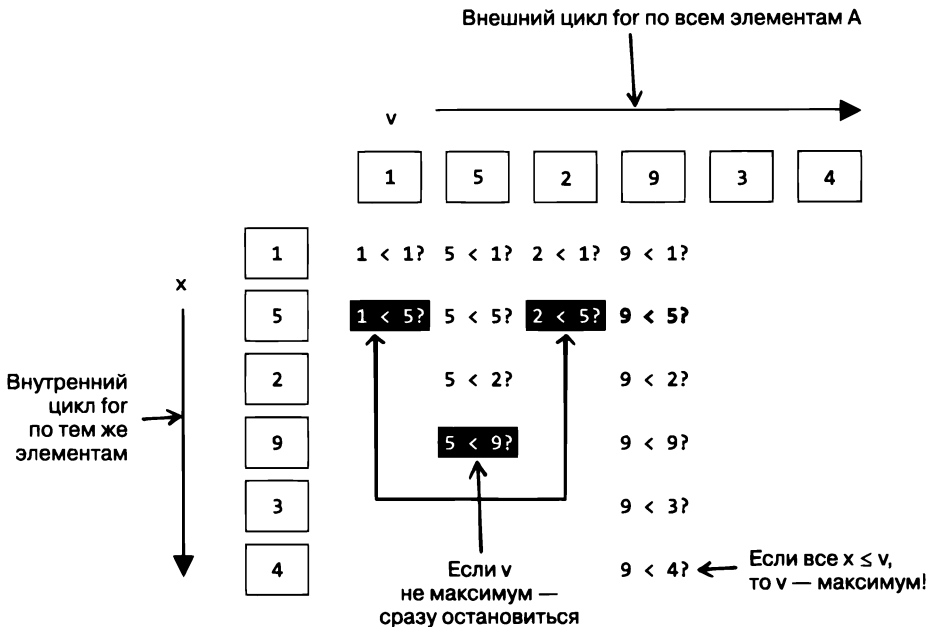 Внешний цикл for по всем элементам A
v
1 5 2 9 3 4
1 1 < 1? 5 < 1? 2 < 1? 9 < 1?
x
5 1 < 5? 5 < 5? 2 < 5? 9 < 5?
2 5 < 2? 9 < 2?
Внутренний
цикл for
по тем же
элементам
9 5 < 9? 9 < 9?
3 9 < 3?
4 9 < 4?
Если v
не максимум —
сразу остановиться
Если все x ≤ v,
то v — максимум!